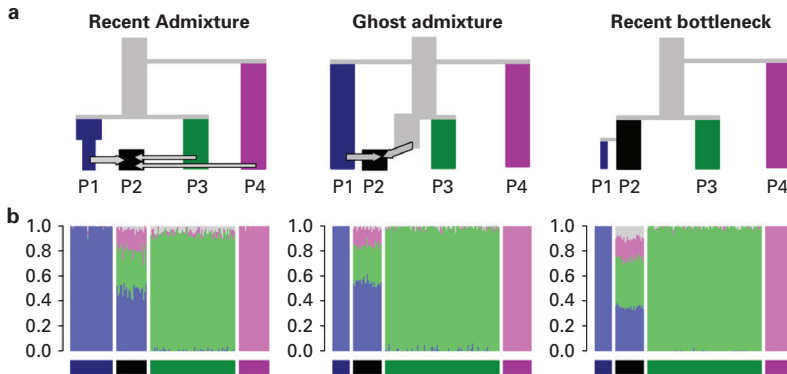 a
Recent Admixture Ghost admixture Recent bottleneck
P1 P2 P3 P4 P1 P2 P3 P4 P1 P2 P3 P4
b
1.0 1.0 1.0
0.8 0.8 0.8
0.6 0.6 0.6
0.4 0.4 0.4
0.2 0.2 0.2
0.0 0.0 0.0